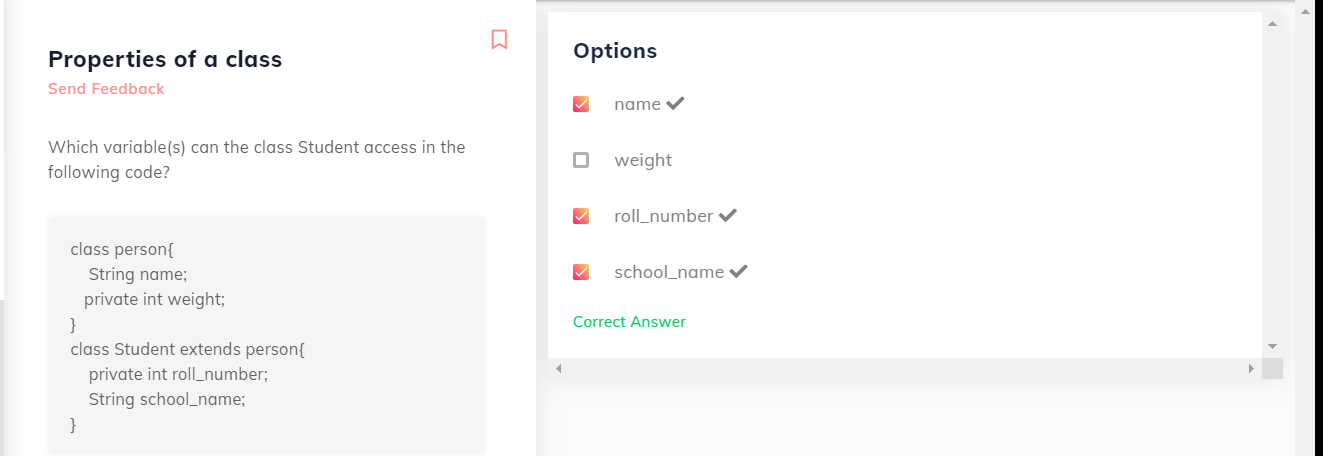 Properties of a class
Send Feedback
Which variable(s) can the class Student access in the
following code?
class person{
String name;
private int weight;
}
class Student extends person{
private int roll_number;
String school_name;
}
Options
name
weight
roll_number
school_name
Correct Answer